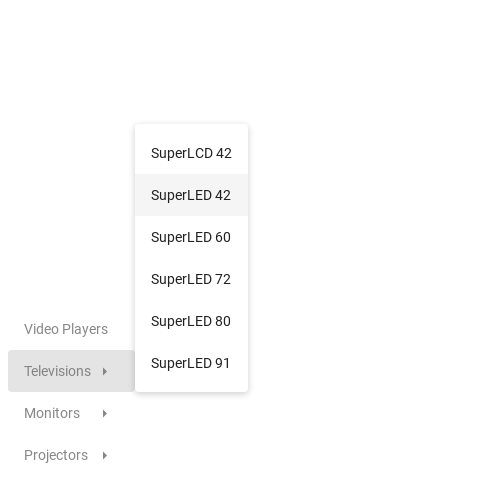 SuperLCD 42
SuperLED 42
SuperLED 60
SuperLED 72
SuperLED 80
SuperLED 91
Video Players
Televisions
Monitors
Projectors